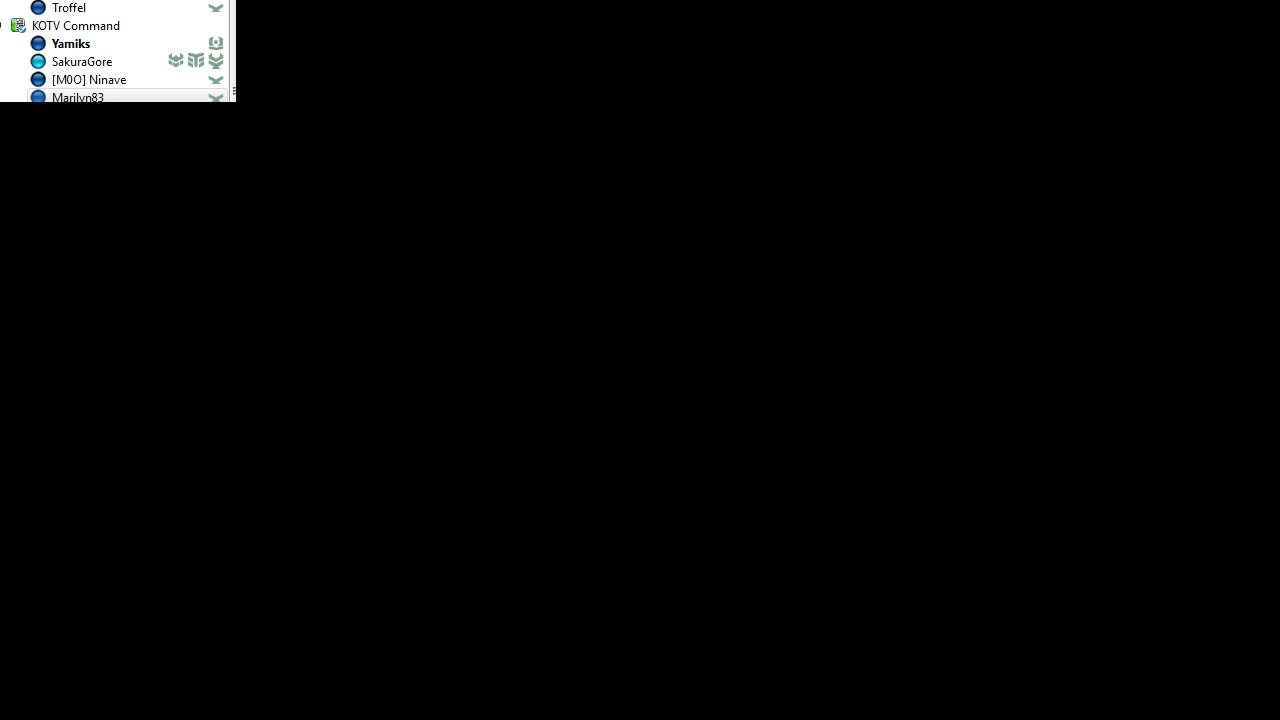 Troffel
KOTV Command
Yamiks
SakuraGore
[M0O] Ninave
Marilyn83